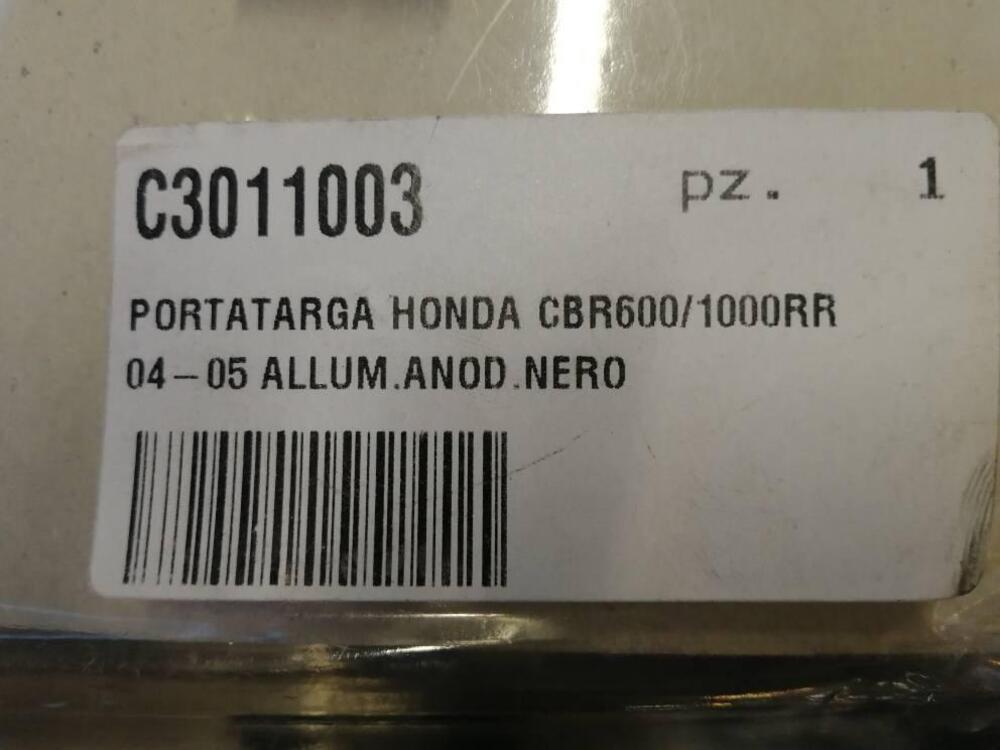 C3011003 pz. 1
PORTATARGA HONDA CBR600/1000RR
04-05 ALLUM.ANOD.NERO